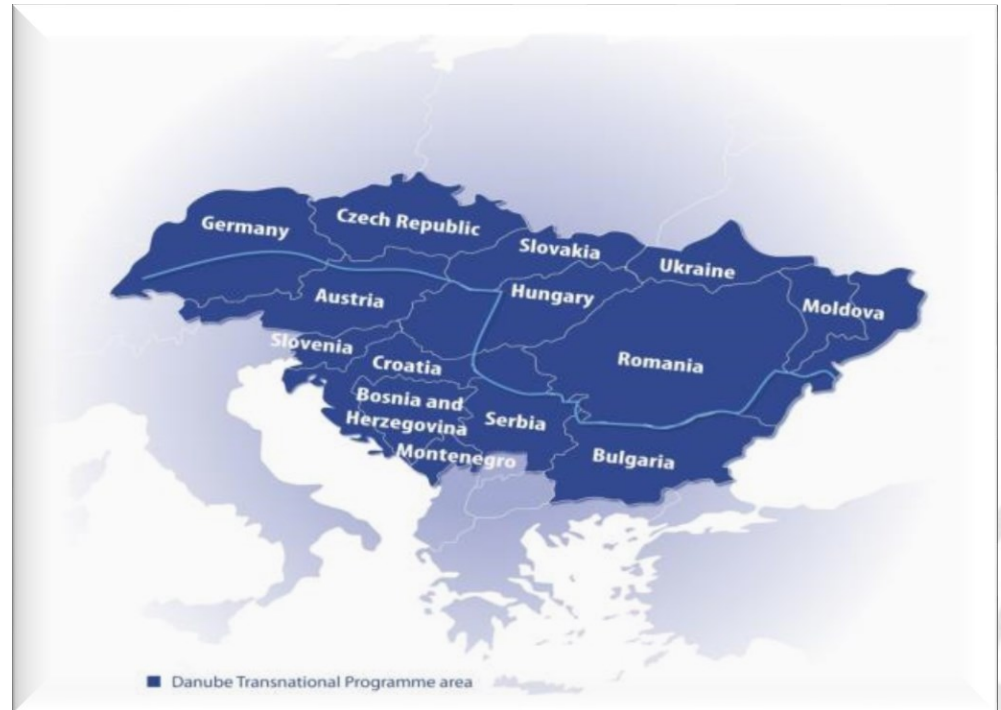 Germany
Czech Republic
Slovakia
Ukraine
Austria
Hungary
Moldova
Slovenia
Croatia
Romania
Bosnia and
Herzegovina
Serbia
Montenegro
Bulgaria
Danube Transnational Programme area